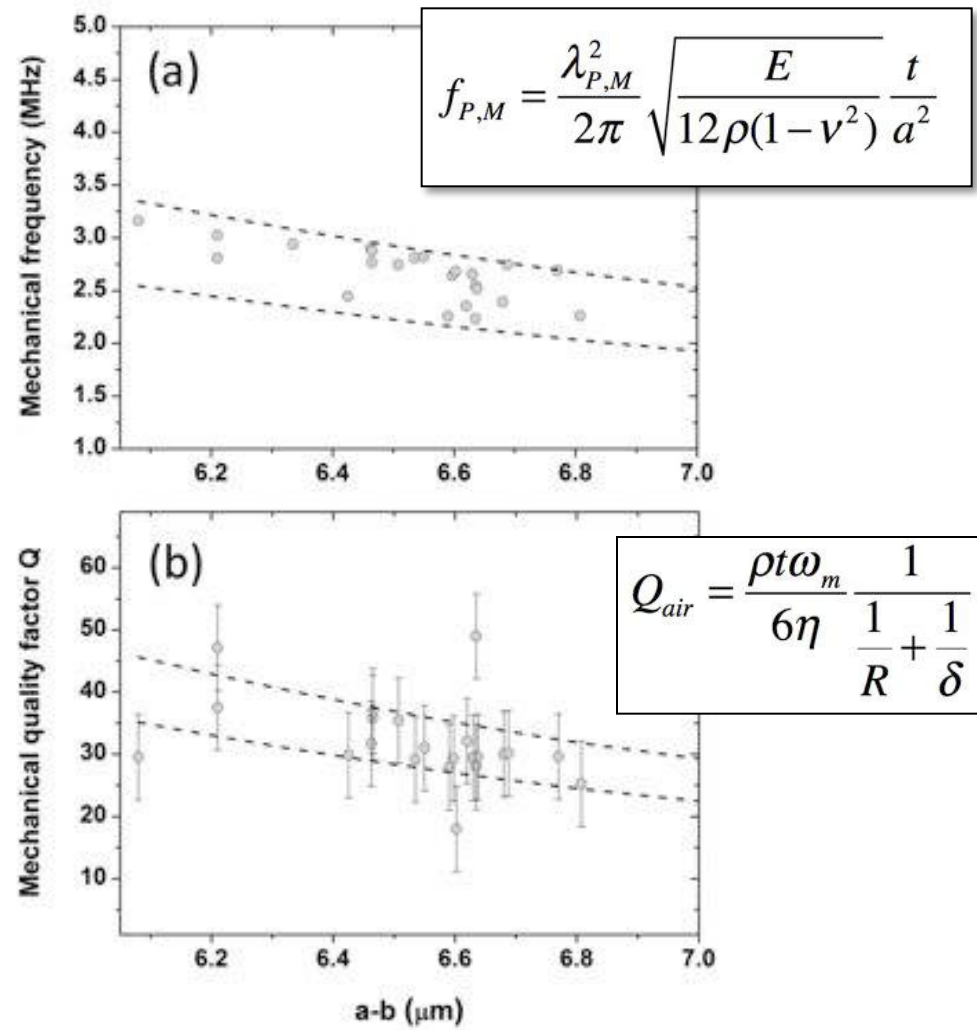 5.0
4.5
4.0
3.5
3.0
2.5
2.0
1.5
1.0
Mechanical frequency (MHz)
(a)
f_{P,M} = \frac{\lambda_{P,M}^2}{2\pi} \sqrt{\frac{E}{12\rho(1-\nu^2)}} \frac{t}{a^2}
6.2 6.4 6.6 6.8 7.0
60
50
40
30
20
10
Mechanical quality factor Q
(b)
Q_{air} = \frac{\rho t \omega_m}{6\eta} \frac{1}{\frac{1}{R} + \frac{1}{\delta}}
6.2 6.4 6.6 6.8 7.0
a-b (μm)